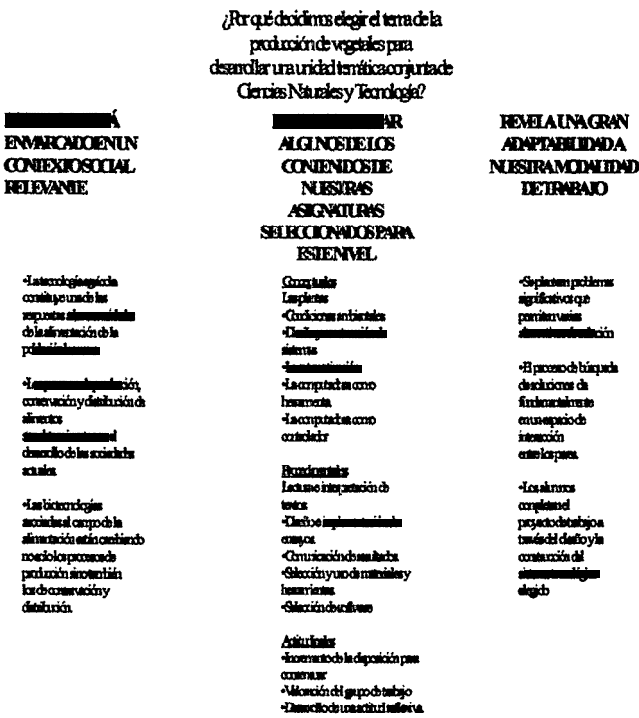 ¿Por qué decidimos elegir el tema de la
producción de vegetales para
desarrollar una unidad temática conjunta de
Ciencias Naturales y Tecnología?
ENMARCADO EN UN
CONTEXTO SOCIAL
RELEVANTE
•La tecnología agrícola
constituye una de las
respuestas
de la alimentación de la
conservación y distribución de
alimentos
desarrollo de las sociedades
actuales.
•Las biotecnologías
asociadas al campo de la
alimentación están cambiando
no sólo los procesos de
producción sino también
los de conservación y
distribución.
ALGUNOS DE LOS
CONTENIDOS DE
NUESTRAS
ASIGNATURAS
SELECCIONADOS PARA
ESTE NIVEL
Conceptuales
Las plantas
•Condiciones ambientales
sistemas
•La computadora como
herramienta
•La computadora como
controlador
Procedimentales
Lectura e interpretación de
textos
•Diseño e
ensayos
•Comunicación de resultados
•Selección y uso de materiales y
herramientas
•Selección de software
Actitudinales
•Incremento de la disposición para
comunicar
•Valoración del grupo de trabajo
•Desarrollo de una actitud reflexiva.
REVELA UNA GRAN
ADAPTABILIDAD A
NUESTRA MODALIDAD
DE TRABAJO
•Se plantean problemas
significativos que
permiten varias
•El proceso de búsqueda
de soluciones da
fundamentalmente
en un espacio de
interacción
entre los pares.
•Los alumnos
completan el
proyecto de trabajo a
través del diseño y la
construcción del
elegido